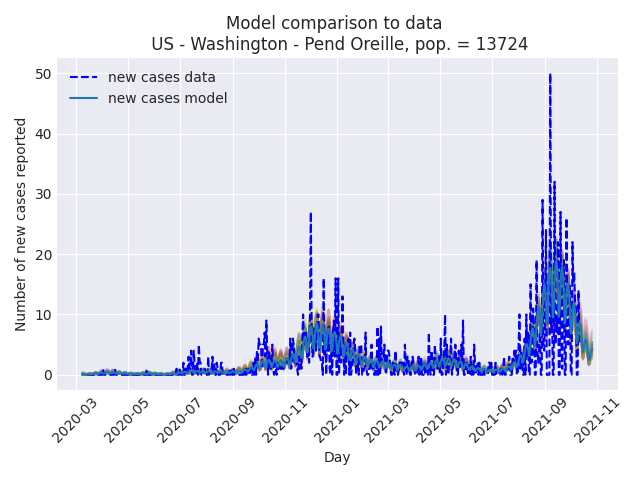 Model comparison to data
US - Washington - Pend Oreille, pop. = 13724
new cases data
new cases model
Number of new cases reported
50
40
30
20
10
0
2020-03
2020-05
2020-07
2020-09
2020-11
2021-01
2021-03
2021-05
2021-07
2021-09
2021-11
Day